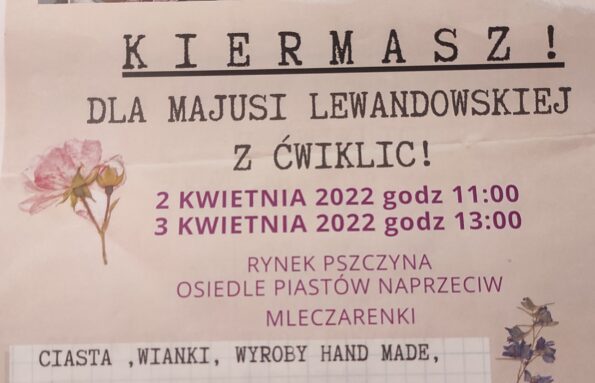 KIERMASZ!
DLA MAJUSI LEWANDOWSKIEJ
Z ĆWIKLIC!
2 KWIETNIA 2022 godz 11:00
3 KWIETNIA 2022 godz 13:00
RYNEK PSZCZYNA
OSIEDLE PIASTÓW NAPRZECIW
MLECZARENKI
CIASTA ,WIANKI, WYROBY HAND MADE,